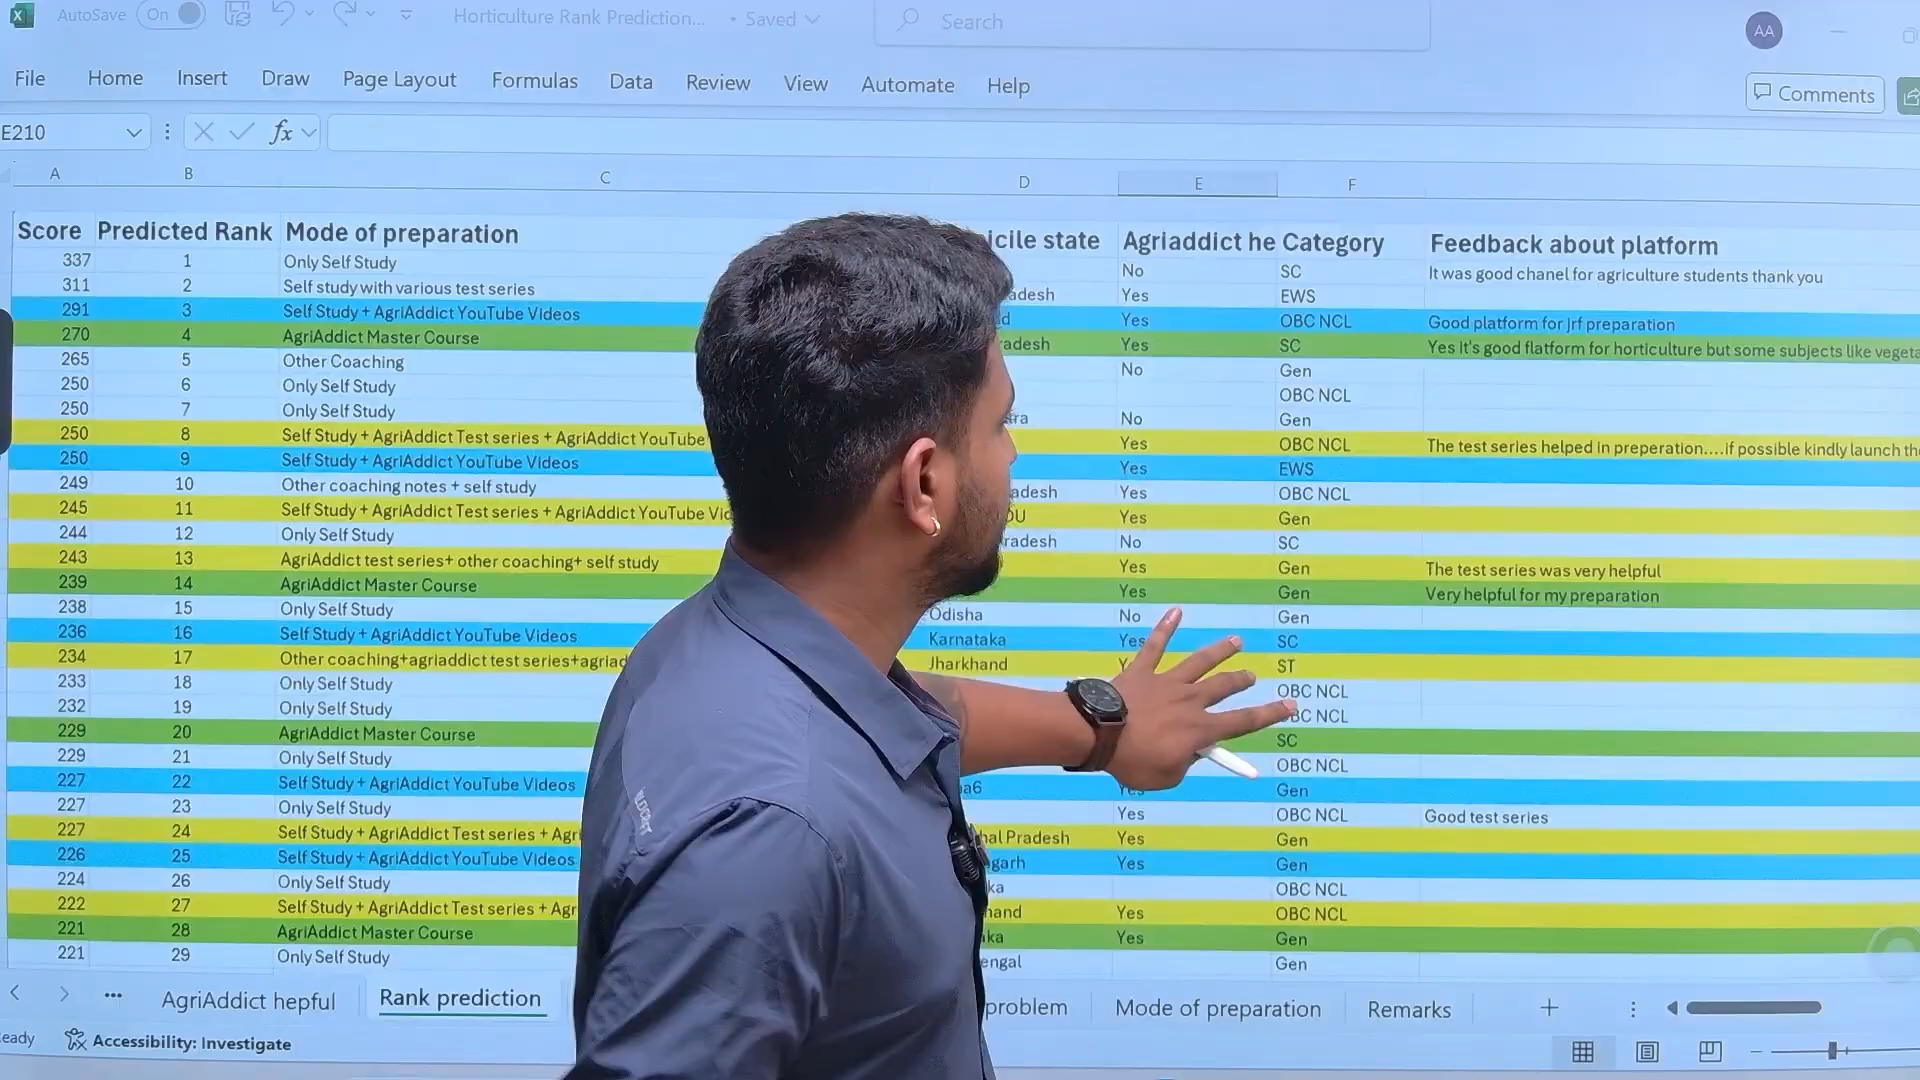 AutoSave On Horticulture Rank Prediction... • Saved Search AA
File Home Insert Draw Page Layout Formulas Data Review View Automate Help Comments
E210 fx
A B C D E F
Score Predicted Rank Mode of preparation icile state Agriaddict he Category Feedback about platform
337 1 Only Self Study No SC It was good chanel for agriculture students thank you
311 2 Self study with various test series adesh Yes EWS
291 3 Self Study + AgriAddict YouTube Videos d Yes OBC NCL Good platform for jrf preparation
270 4 AgriAddict Master Course radesh Yes SC Yes it's good flatform for horticulture but some subjects like vegeta
265 5 Other Coaching No Gen
250 6 Only Self Study OBC NCL
250 7 Only Self Study ra No Gen
250 8 Self Study + AgriAddict Test series + AgriAddict YouTube Yes OBC NCL The test series helped in preperation....if possible kindly launch the
250 9 Self Study + AgriAddict YouTube Videos Yes EWS
249 10 Other coaching notes + self study adesh Yes OBC NCL
245 11 Self Study + AgriAddict Test series + AgriAddict YouTube Vid DU Yes Gen
244 12 Only Self Study radesh No SC
243 13 AgriAddict test series+ other coaching+ self study Yes Gen The test series was very helpful
239 14 AgriAddict Master Course Yes Gen Very helpful for my preparation
238 15 Only Self Study Odisha No Gen
236 16 Self Study + AgriAddict YouTube Videos Karnataka Yes SC
234 17 Other coaching+agriaddict test series+agriad Jharkhand Y ST
233 18 Only Self Study OBC NCL
232 19 Only Self Study OBC NCL
229 20 AgriAddict Master Course SC
229 21 Only Self Study OBC NCL
227 22 Self Study + AgriAddict YouTube Videos na6 Yes Gen
227 23 Only Self Study Yes OBC NCL Good test series
227 24 Self Study + AgriAddict Test series + Agr hal Pradesh Yes Gen
226 25 Self Study + AgriAddict YouTube Videos garh Yes Gen
224 26 Only Self Study ka OBC NCL
222 27 Self Study + AgriAddict Test series + Agr hand Yes OBC NCL
221 28 AgriAddict Master Course ka Yes Gen
221 29 Only Self Study engal Gen
AgriAddict hepful Rank prediction problem Mode of preparation Remarks
eady Accessibility: Investigate